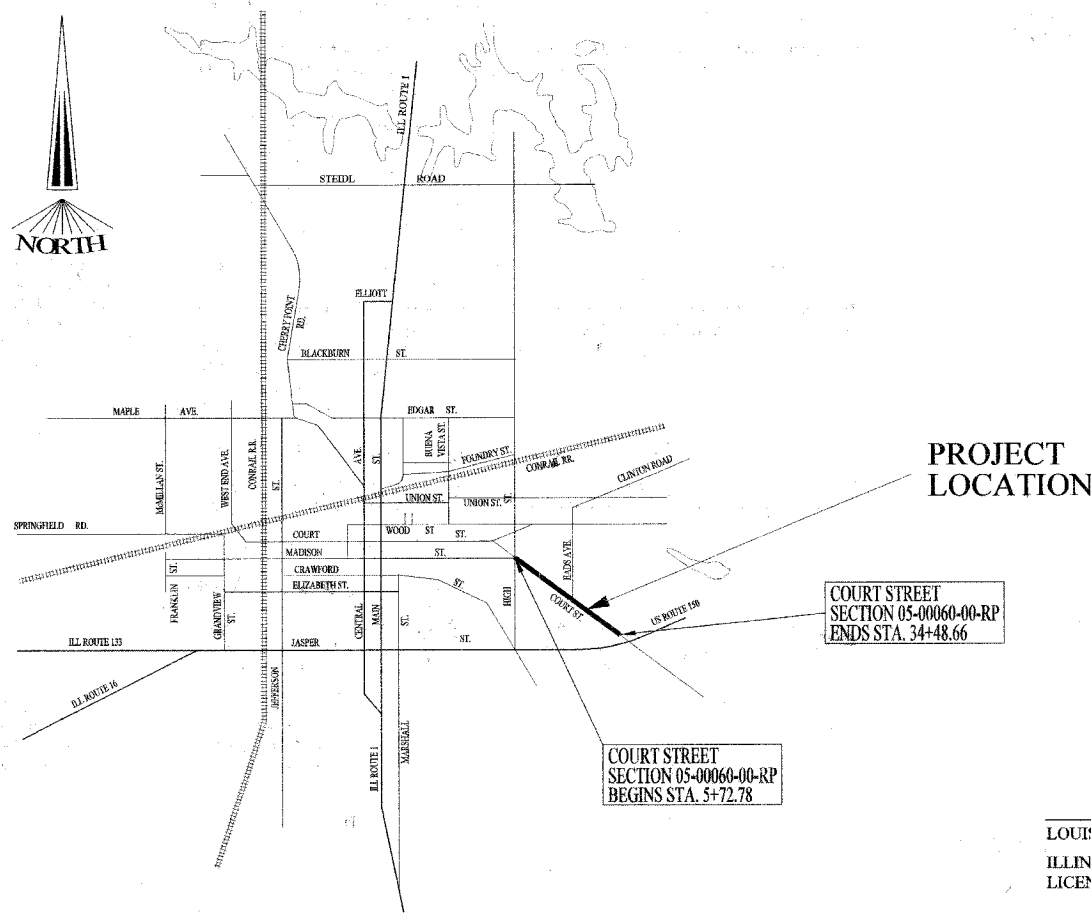 NORTH
ILL ROUTE 1
STEIDL ROAD
ELLIOTT
CHERRY POINT
RD.
BLACKBURN ST.
MAPLE AVE.
EDGAR ST.
McMILLAN ST.
WEST END AVE.
CONRAIL R.R.
ST.
AVE.
ST.
BUENA
VISTA ST.
FOUNDRY ST.
CONRAIL RR.
CLINTON ROAD
UNION ST.
UNION ST.
ST.
PROJECT
LOCATION
SPRINGFIELD RD.
COURT ST.
WOOD ST
MADISON ST.
CRAWFORD ST.
ELIZABETH ST.
FRANKLIN
ST.
GRANDVIEW
ST.
CENTRAL
MAIN
ST.
HIGH
EADS AVE.
COURT ST.
US ROUTE 150
COURT STREET
SECTION 05-00060-00-RP
ENDS STA. 34+48.66
ILL ROUTE 133
JASPER ST.
ILL ROUTE 16
JEFFERSON
ILL ROUTE 1
MARSHALL
COURT STREET
SECTION 05-00060-00-RP
BEGINS STA. 5+72.78
LOUIS
ILLIN
LICEN